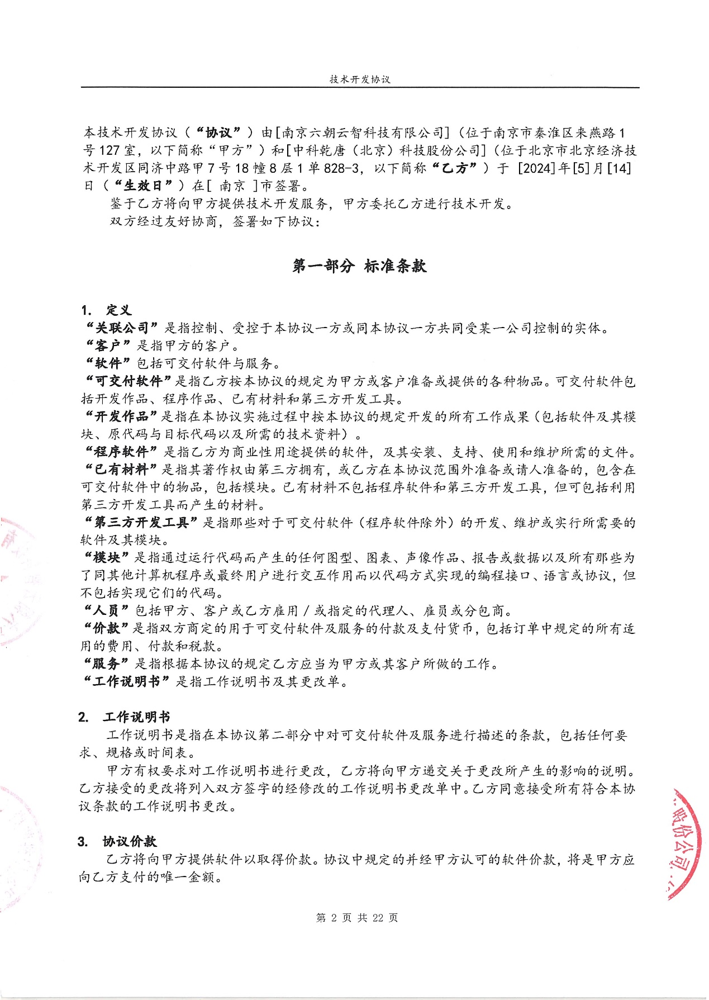 技术开发协议
本技术开发协议（“协议”）由[南京六朝云智科技有限公司]（位于南京市秦淮区来燕路1
号127室，以下简称“甲方”）和[中科乾唐（北京）科技股份公司]（位于北京市北京经济技
术开发区同济中路甲7号18幢8层1单828-3，以下简称“乙方”）于 [2024]年[5]月[14]
日（“生效日”）在[ 南京 ]市签署。
鉴于乙方将向甲方提供技术开发服务，甲方委托乙方进行技术开发。
双方经过友好协商，签署如下协议：
第一部分 标准条款
1. 定义
“关联公司”是指控制、受控于本协议一方或同本协议一方共同受某一公司控制的实体。
“客户”是指甲方的客户。
“软件”包括可交付软件与服务。
“可交付软件”是指乙方按本协议的规定为甲方或客户准备或提供的各种物品。可交付软件包
括开发作品、程序作品、已有材料和第三方开发工具。
“开发作品”是指在本协议实施过程中按本协议的规定开发的所有工作成果（包括软件及其模
块、原代码与目标代码以及所需的技术资料）。
“程序软件”是指乙方为商业性用途提供的软件，及其安装、支持、使用和维护所需的文件。
“已有材料”是指其著作权由第三方拥有，或乙方在本协议范围外准备或请人准备的，包含在
可交付软件中的物品，包括模块。已有材料不包括程序软件和第三方开发工具，但可包括利用
第三方开发工具而产生的材料。
“第三方开发工具”是指那些对于可交付软件（程序软件除外）的开发、维护或实行所需要的
软件及其模块。
“模块”是指通过运行代码而产生的任何图型、图表、声像作品、报告或数据以及所有那些为
了同其他计算机程序或最终用户进行交互作用而以代码方式实现的编程接口、语言或协议，但
不包括实现它们的代码。
“人员”包括甲方、客户或乙方雇用／或指定的代理人、雇员或分包商。
“价款”是指双方商定的用于可交付软件及服务的付款及支付货币，包括订单中规定的所有适
用的费用、付款和税款。
“服务”是指根据本协议的规定乙方应当为甲方或其客户所做的工作。
“工作说明书”是指工作说明书及其更改单。
2. 工作说明书
工作说明书是指在本协议第二部分中对可交付软件及服务进行描述的条款，包括任何要
求、规格或时间表。
甲方有权要求对工作说明书进行更改，乙方将向甲方递交关于更改所产生的影响的说明。
乙方接受的更改将列入双方签字的经修改的工作说明书更改单中。乙方同意接受所有符合本协
议条款的工作说明书更改。
3. 协议价款
乙方将向甲方提供软件以取得价款。协议中规定的并经甲方认可的软件价款，将是甲方应
向乙方支付的唯一金额。
股份公司
第 2 页 共 22 页